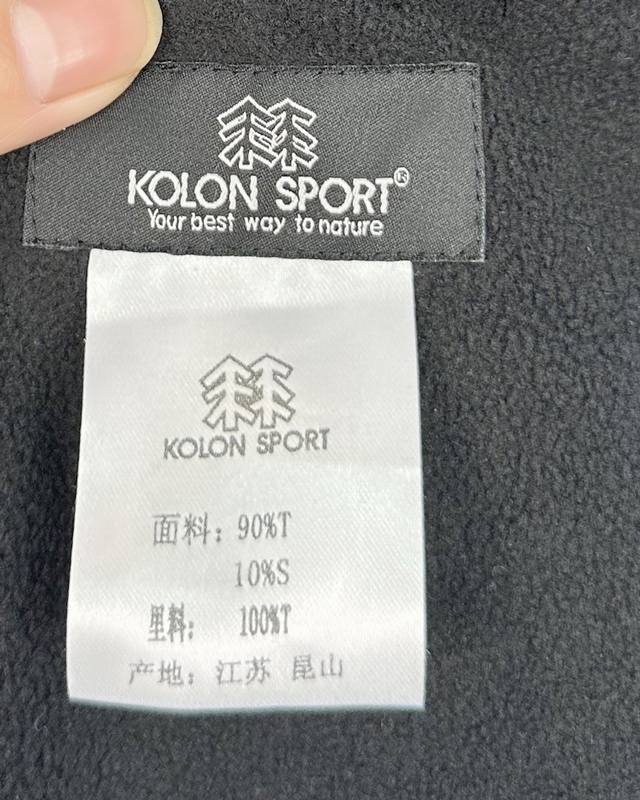 KOLON SPORT®
Your best way to nature
KOLON SPORT
面料：90%T
10%S
里料：100%T
产地：江苏 昆山